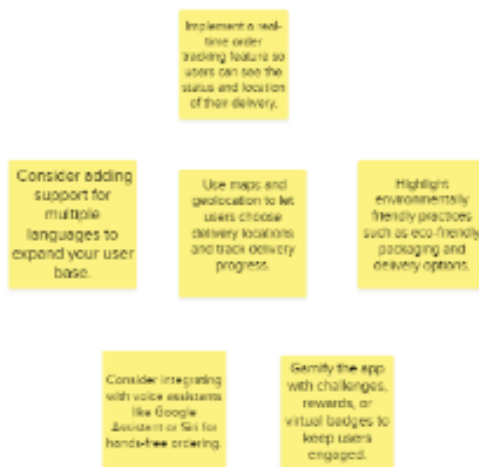 Implement a real-
time order
tracking feature so
users can see the
status and location
of their delivery.
Consider adding
support for
multiple
languages to
expand your user
base.
Use maps and
geolocation to let
users choose
delivery locations
and track delivery
progress.
Highlight
environmentally
friendly practices
such as eco-friendly
packaging and
delivery options.
Consider integrating
with voice assistants
like Google
Assistant or Siri for
hands-free ordering.
Gamify the app
with challenges,
rewards, or
virtual badges to
keep users
engaged.